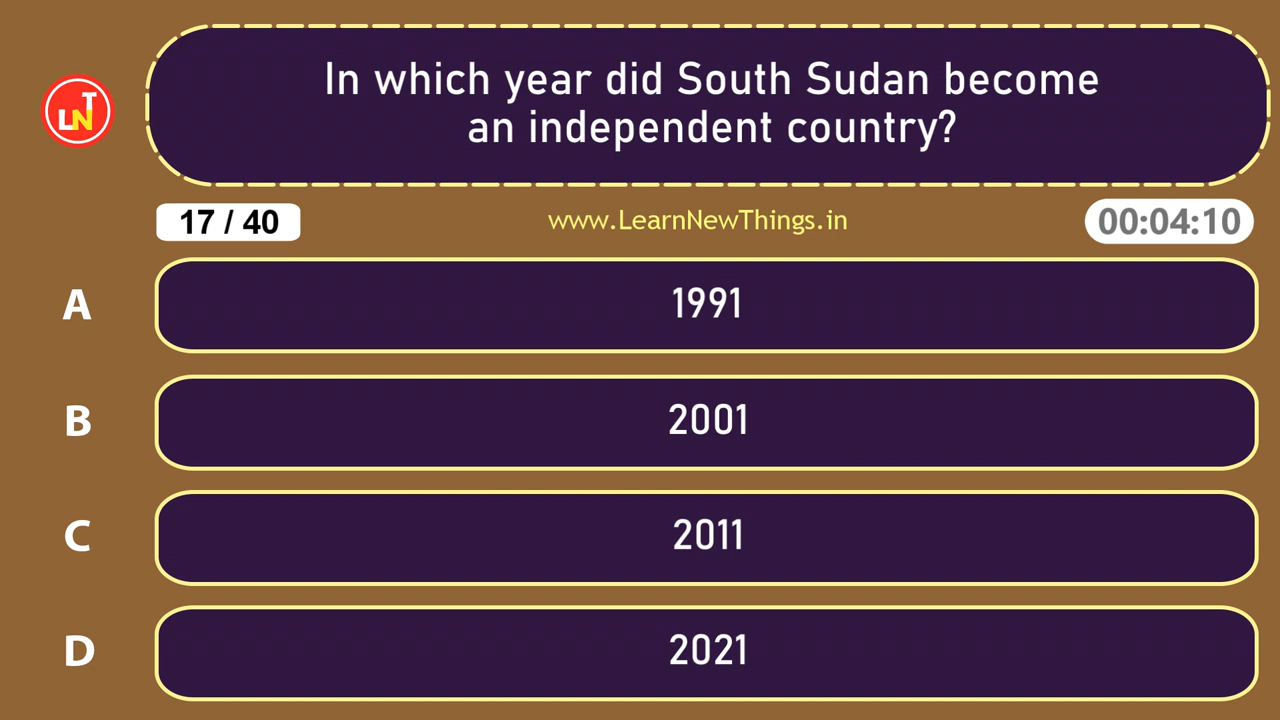 In which year did South Sudan become
an independent country?
LNT
17 / 40
www.LearnNewThings.in
00:04:10
A
1991
B
2001
C
2011
D
2021